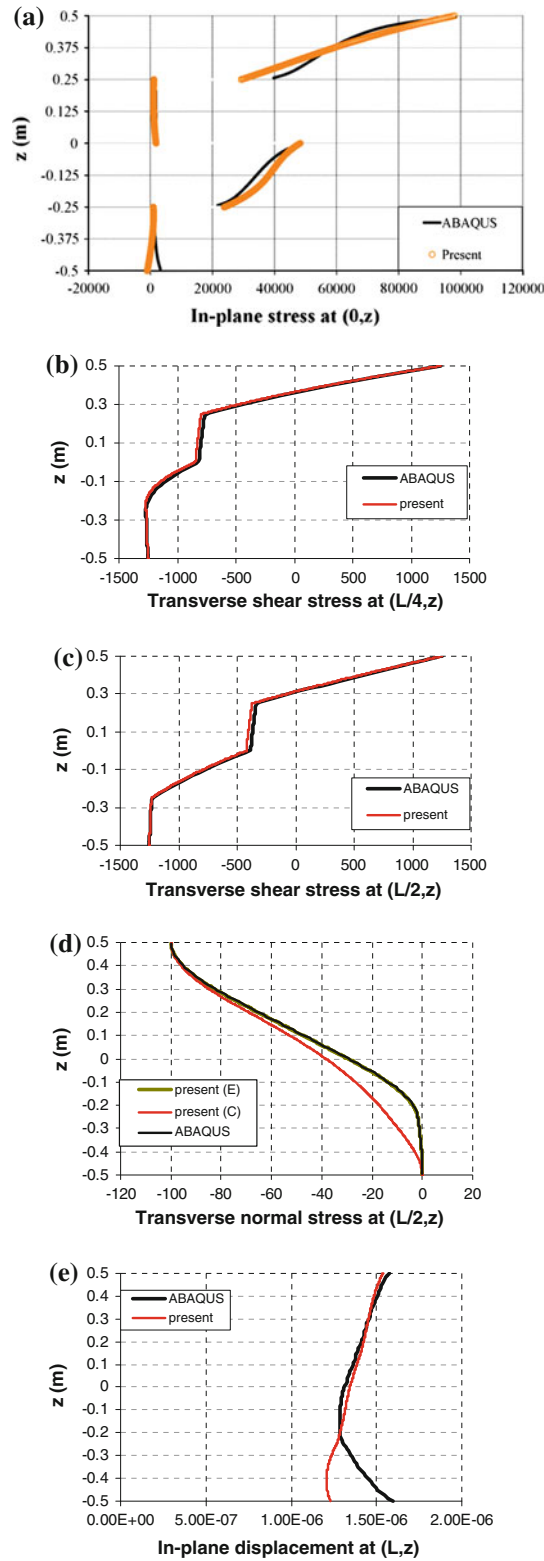 (a)
z (m)
0.5
0.375
0.25
0.125
0
-0.125
-0.25
-0.375
-0.5
ABAQUS
Present
-20000 0 20000 40000 60000 80000 100000 120000
In-plane stress at (0,z)
(b)
z (m)
0.5
0.3
0.1
-0.1
-0.3
-0.5
ABAQUS
present
-1500 -1000 -500 0 500 1000 1500
Transverse shear stress at (L/4,z)
(c)
z (m)
0.5
0.3
0.1
-0.1
-0.3
-0.5
ABAQUS
present
-1500 -1000 -500 0 500 1000 1500
Transverse shear stress at (L/2,z)
(d)
z (m)
0.5
0.4
0.3
0.2
0.1
0
-0.1
-0.2
-0.3
-0.4
-0.5
present (E)
present (C)
ABAQUS
-120 -100 -80 -60 -40 -20 0 20
Transverse normal stress at (L/2,z)
(e)
z (m)
0.5
0.4
0.3
0.2
0.1
0
-0.1
-0.2
-0.3
-0.4
-0.5
ABAQUS
present
0.00E+00 5.00E-07 1.00E-06 1.50E-06 2.00E-06
In-plane displacement at (L,z)